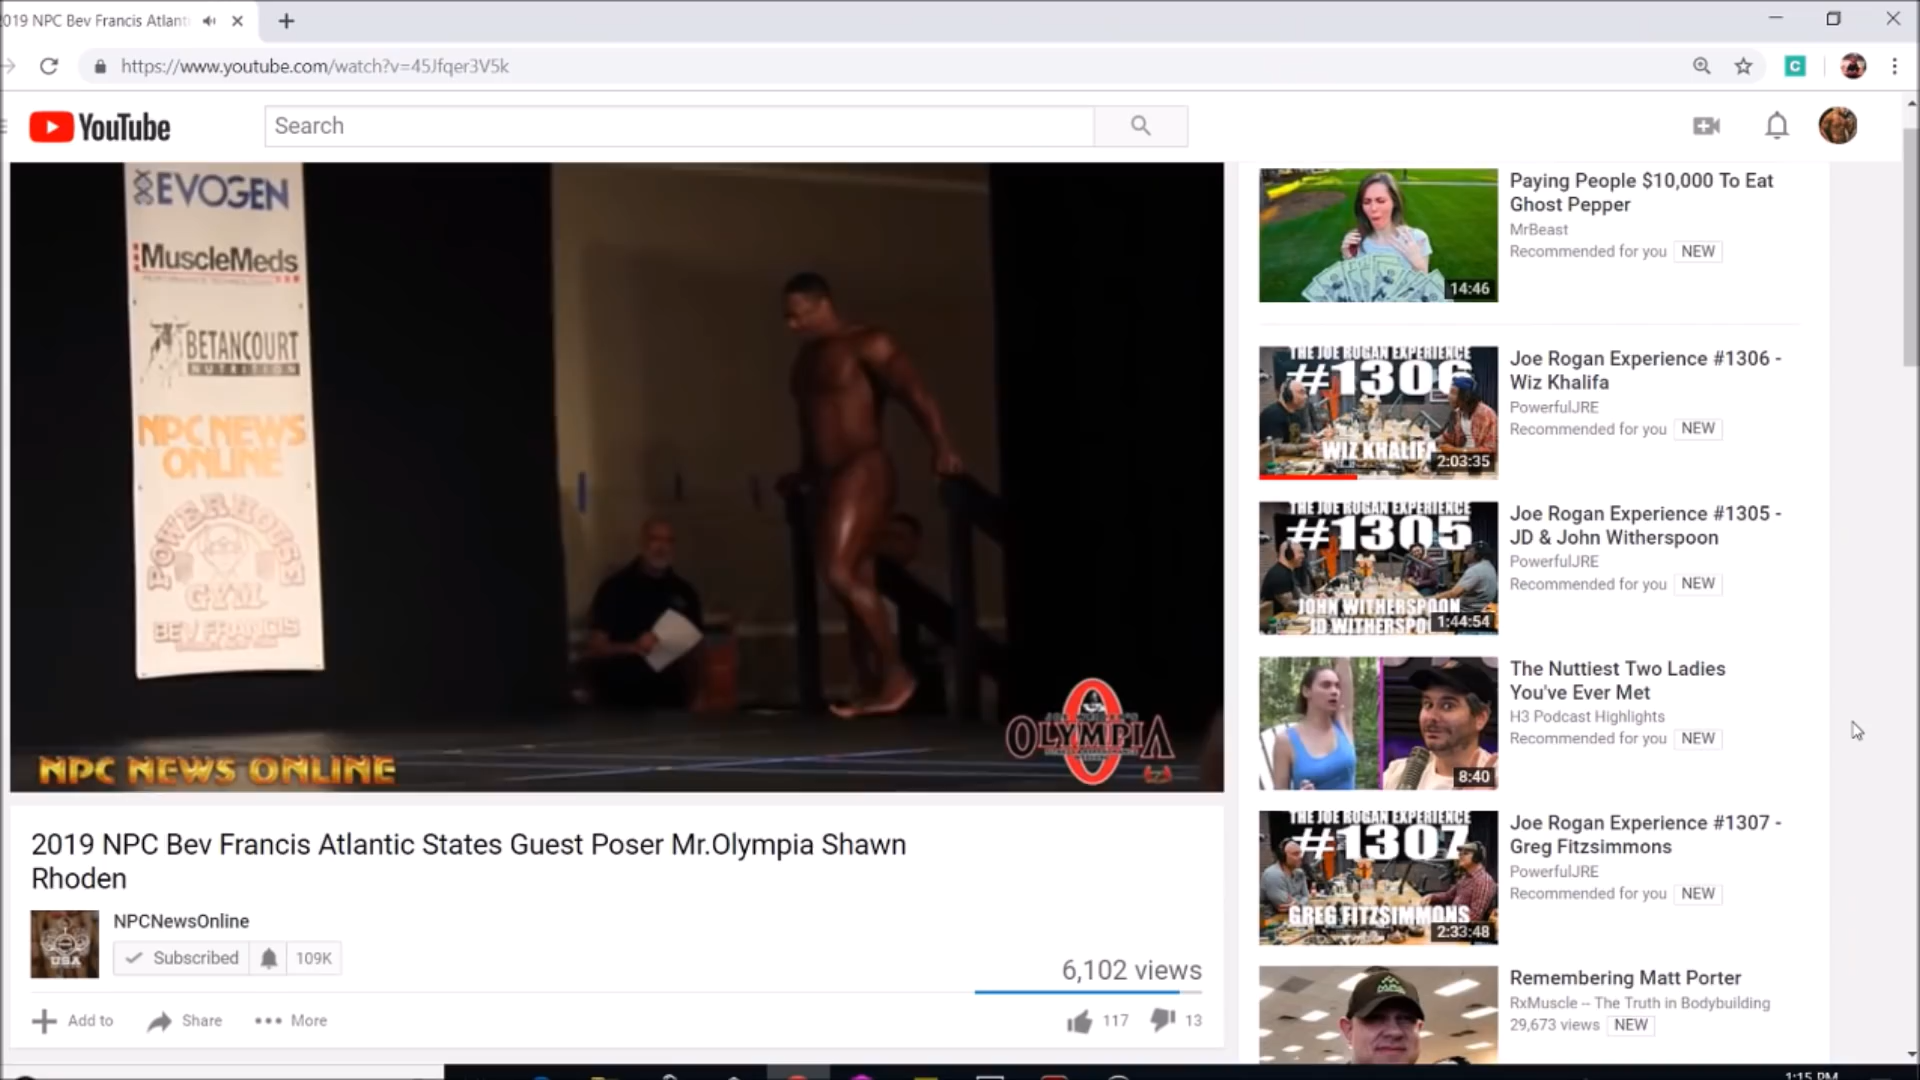 2019 NPC Bev Francis Atlant
https://www.youtube.com/watch?v=45Jfqer3V5k
C
YouTube
Search
EVOGEN
MuscleMeds
BETANCOURT
NUTRITION
NPC NEWS
ONLINE
POWERHOUSE
GYM
BEV FRANCIS
NPC NEWS ONLINE
OLYMPIA
2019 NPC Bev Francis Atlantic States Guest Poser Mr.Olympia Shawn
Rhoden
USA
NPCNewsOnline
Subscribed 109K
6,102 views
Add to Share More 117 13
Paying People $10,000 To Eat
Ghost Pepper
MrBeast
Recommended for you NEW
14:46
THE JOE ROGAN EXPERIENCE
#1306
WIZ KHALIFA
2:03:35
Joe Rogan Experience #1306 -
Wiz Khalifa
PowerfulJRE
Recommended for you NEW
THE JOE ROGAN EXPERIENCE
#1305
JOHN WITHERSPOON
JD WITHERSPO
1:44:54
Joe Rogan Experience #1305 -
JD & John Witherspoon
PowerfulJRE
Recommended for you NEW
8:40
The Nuttiest Two Ladies
You've Ever Met
H3 Podcast Highlights
Recommended for you NEW
THE JOE ROGAN EXPERIENCE
#1307
GREG FITZSIMMONS
2:33:48
Joe Rogan Experience #1307 -
Greg Fitzsimmons
PowerfulJRE
Recommended for you NEW
Remembering Matt Porter
RxMuscle -- The Truth in Bodybuilding
29,673 views NEW
1:15 PM